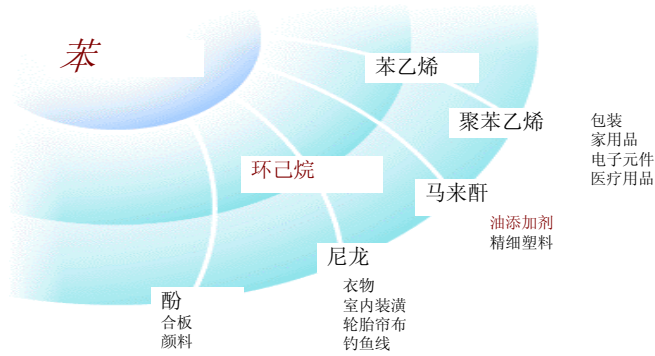 苯
苯乙烯
聚苯乙烯
包装
家用品
电子元件
医疗用品
环己烷
马来酐
油添加剂
精细塑料
尼龙
衣物
室内装潢
轮胎帘布
钓鱼线
酚
合板
颜料